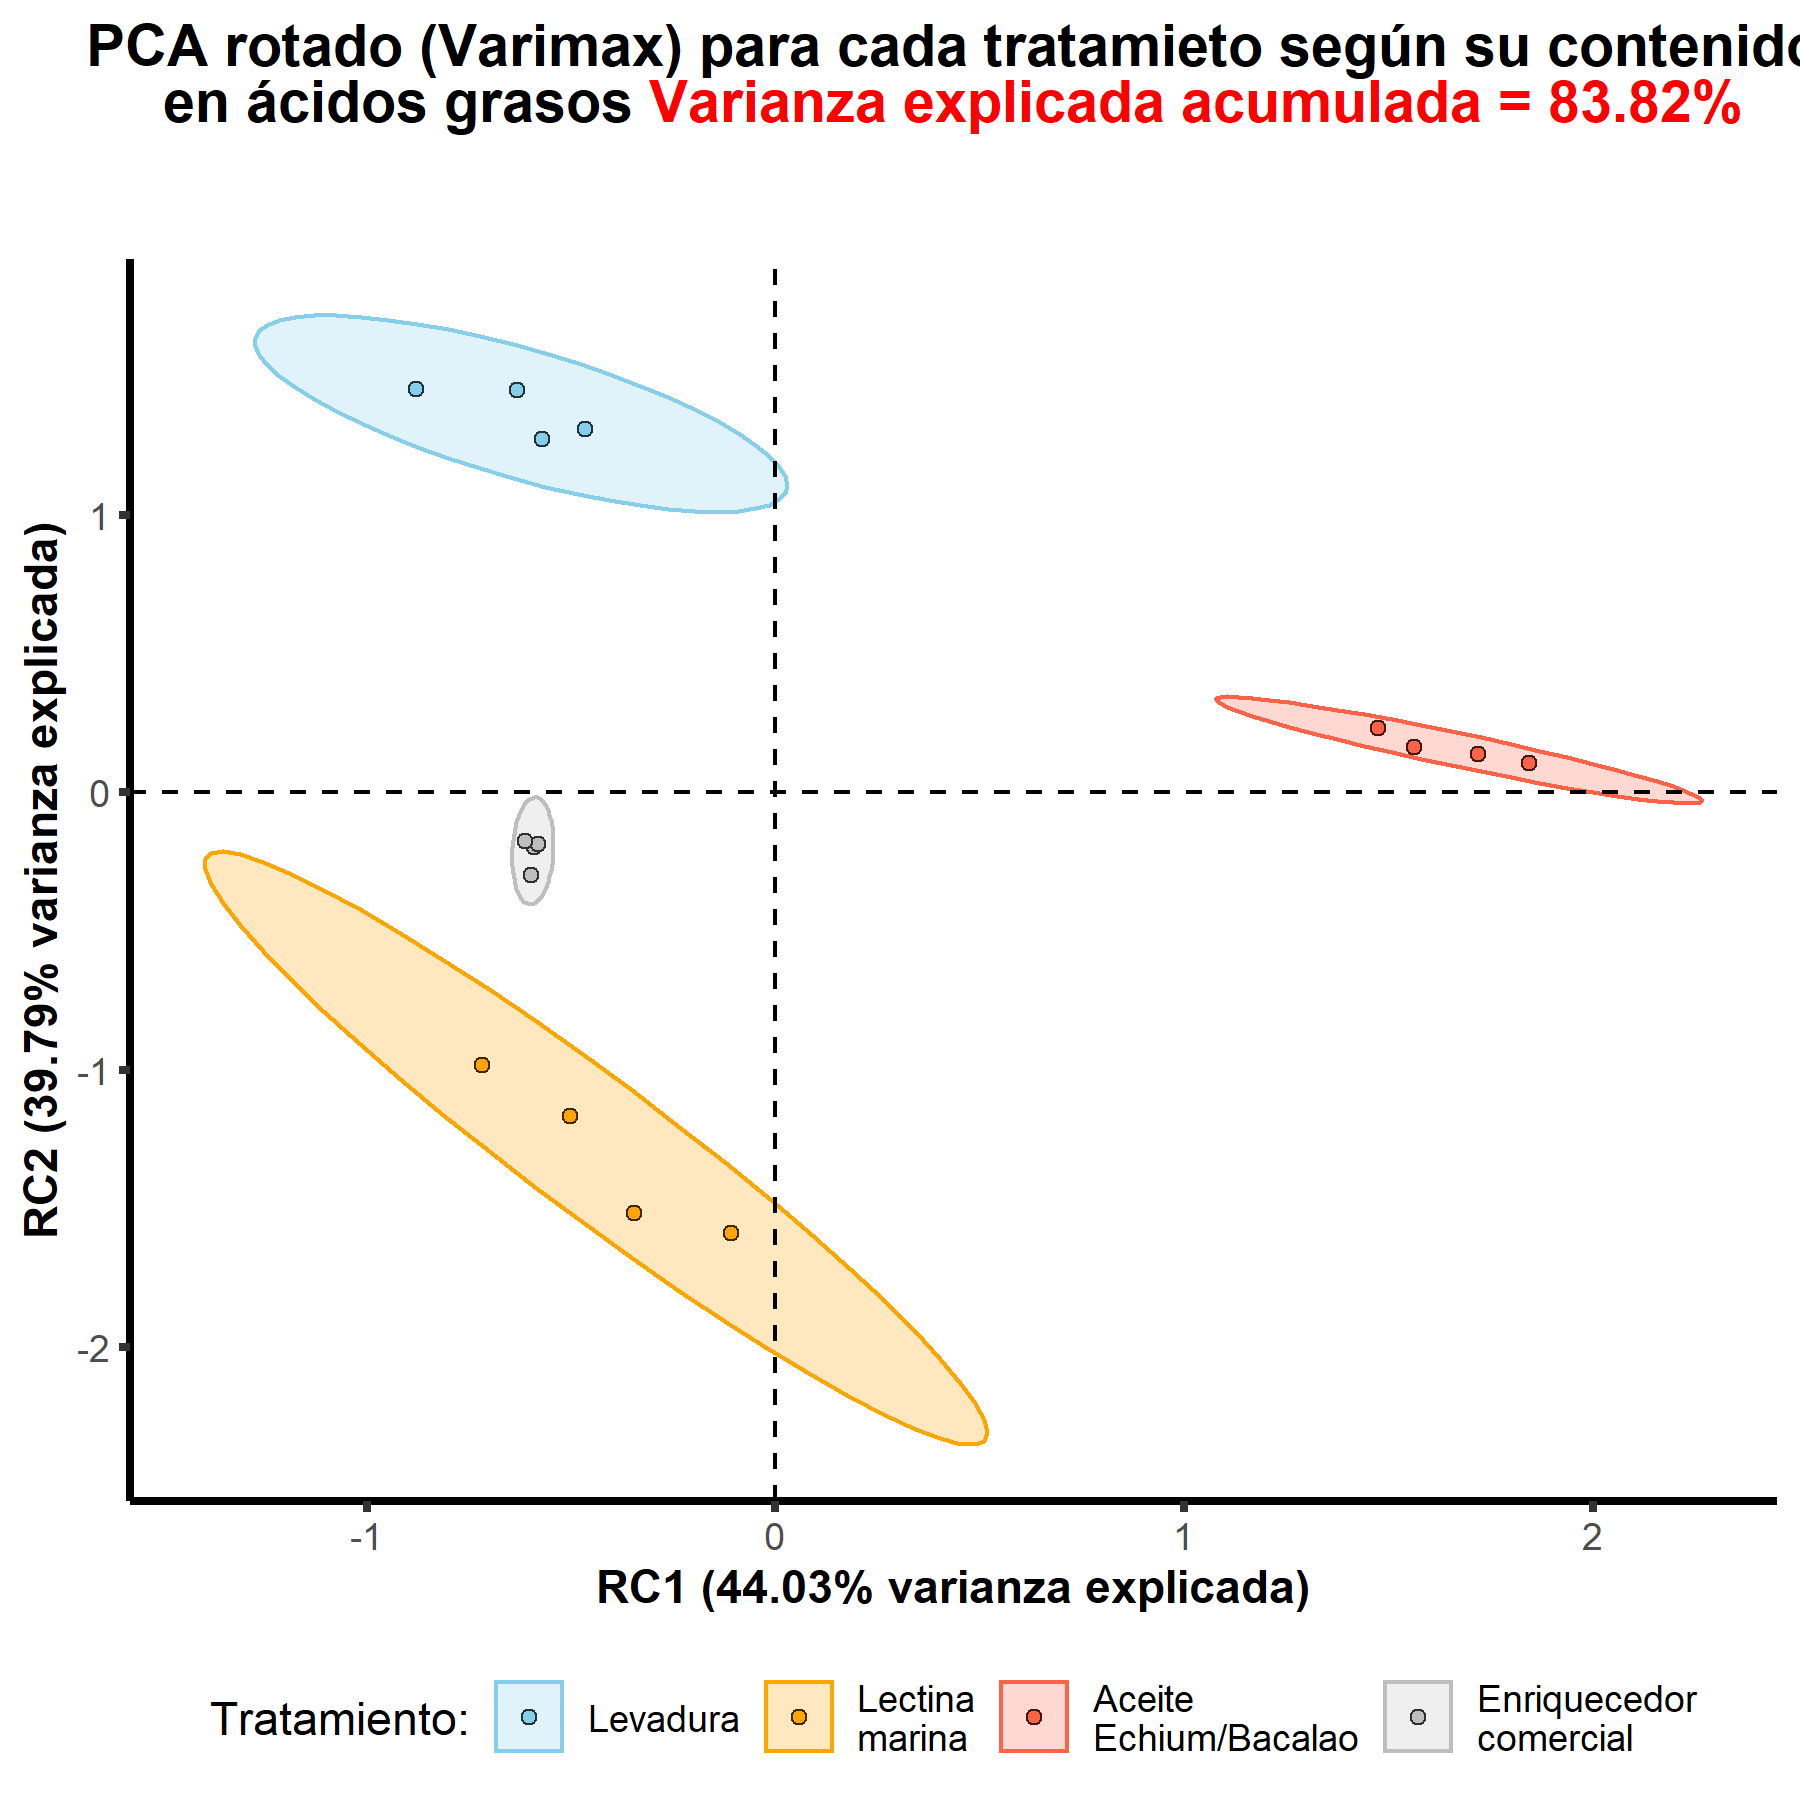 PCA rotado (Varimax) para cada tratamieto según su contenido
en ácidos grasos Varianza explicada acumulada = 83.82%
RC2 (39.79% varianza explicada)
1
0
-1
-2
-1
0
1
2
RC1 (44.03% varianza explicada)
Tratamiento:
Levadura
Lectina
marina
Aceite
Echium/Bacalao
Enriquecedor
comercial